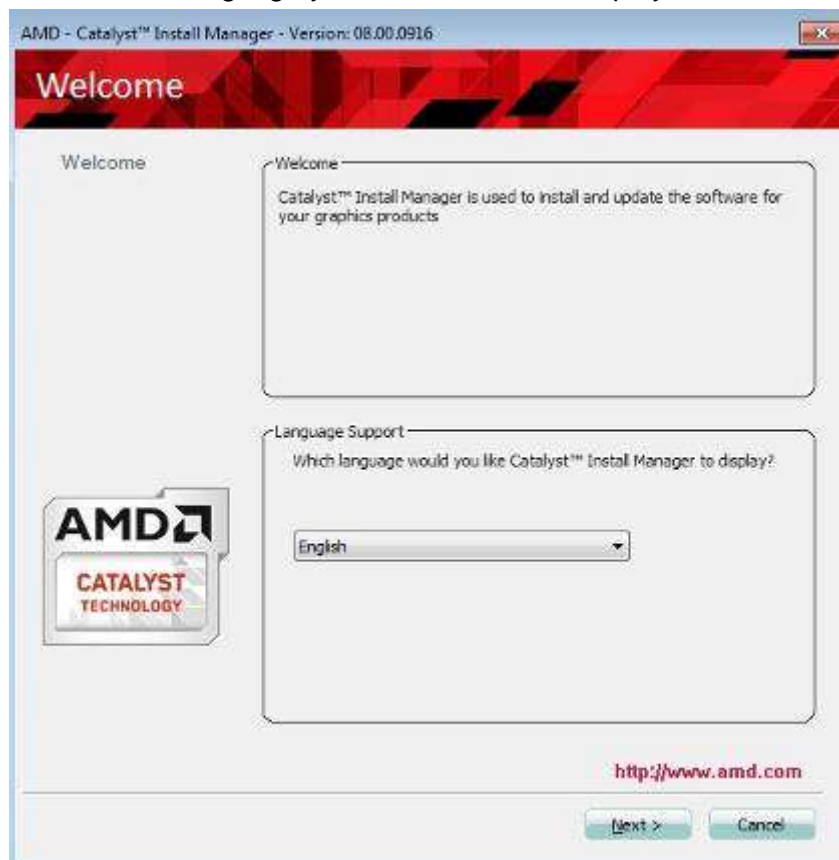 AMD - Catalyst™ Install Manager - Version: 08.00.0916
Welcome
Welcome
Welcome
Catalyst™ Install Manager is used to install and update the software for
your graphics products
Language Support
Which language would you like Catalyst™ Install Manager to display?
English
AMD
CATALYST
TECHNOLOGY
http://www.amd.com
Next >
Cancel